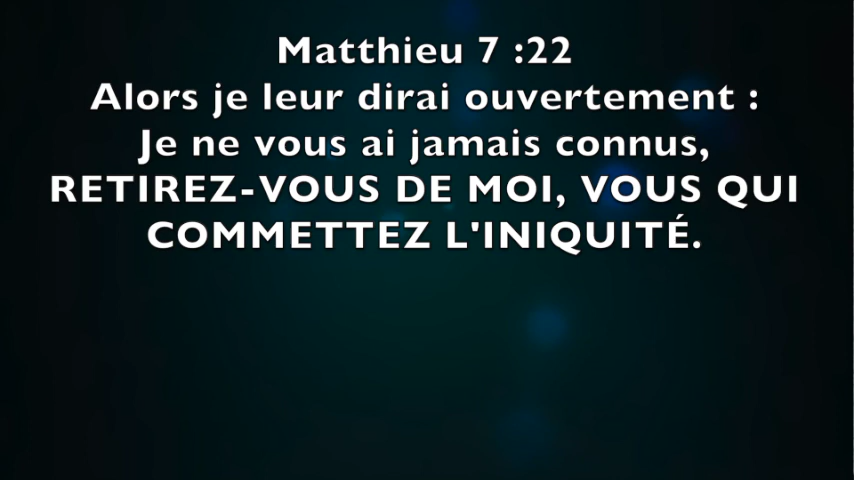 Matthieu 7 :22
Alors je leur dirai ouvertement :
Je ne vous ai jamais connus,
RETIREZ-VOUS DE MOI, VOUS QUI
COMMETTEZ L'INIQUITÉ.